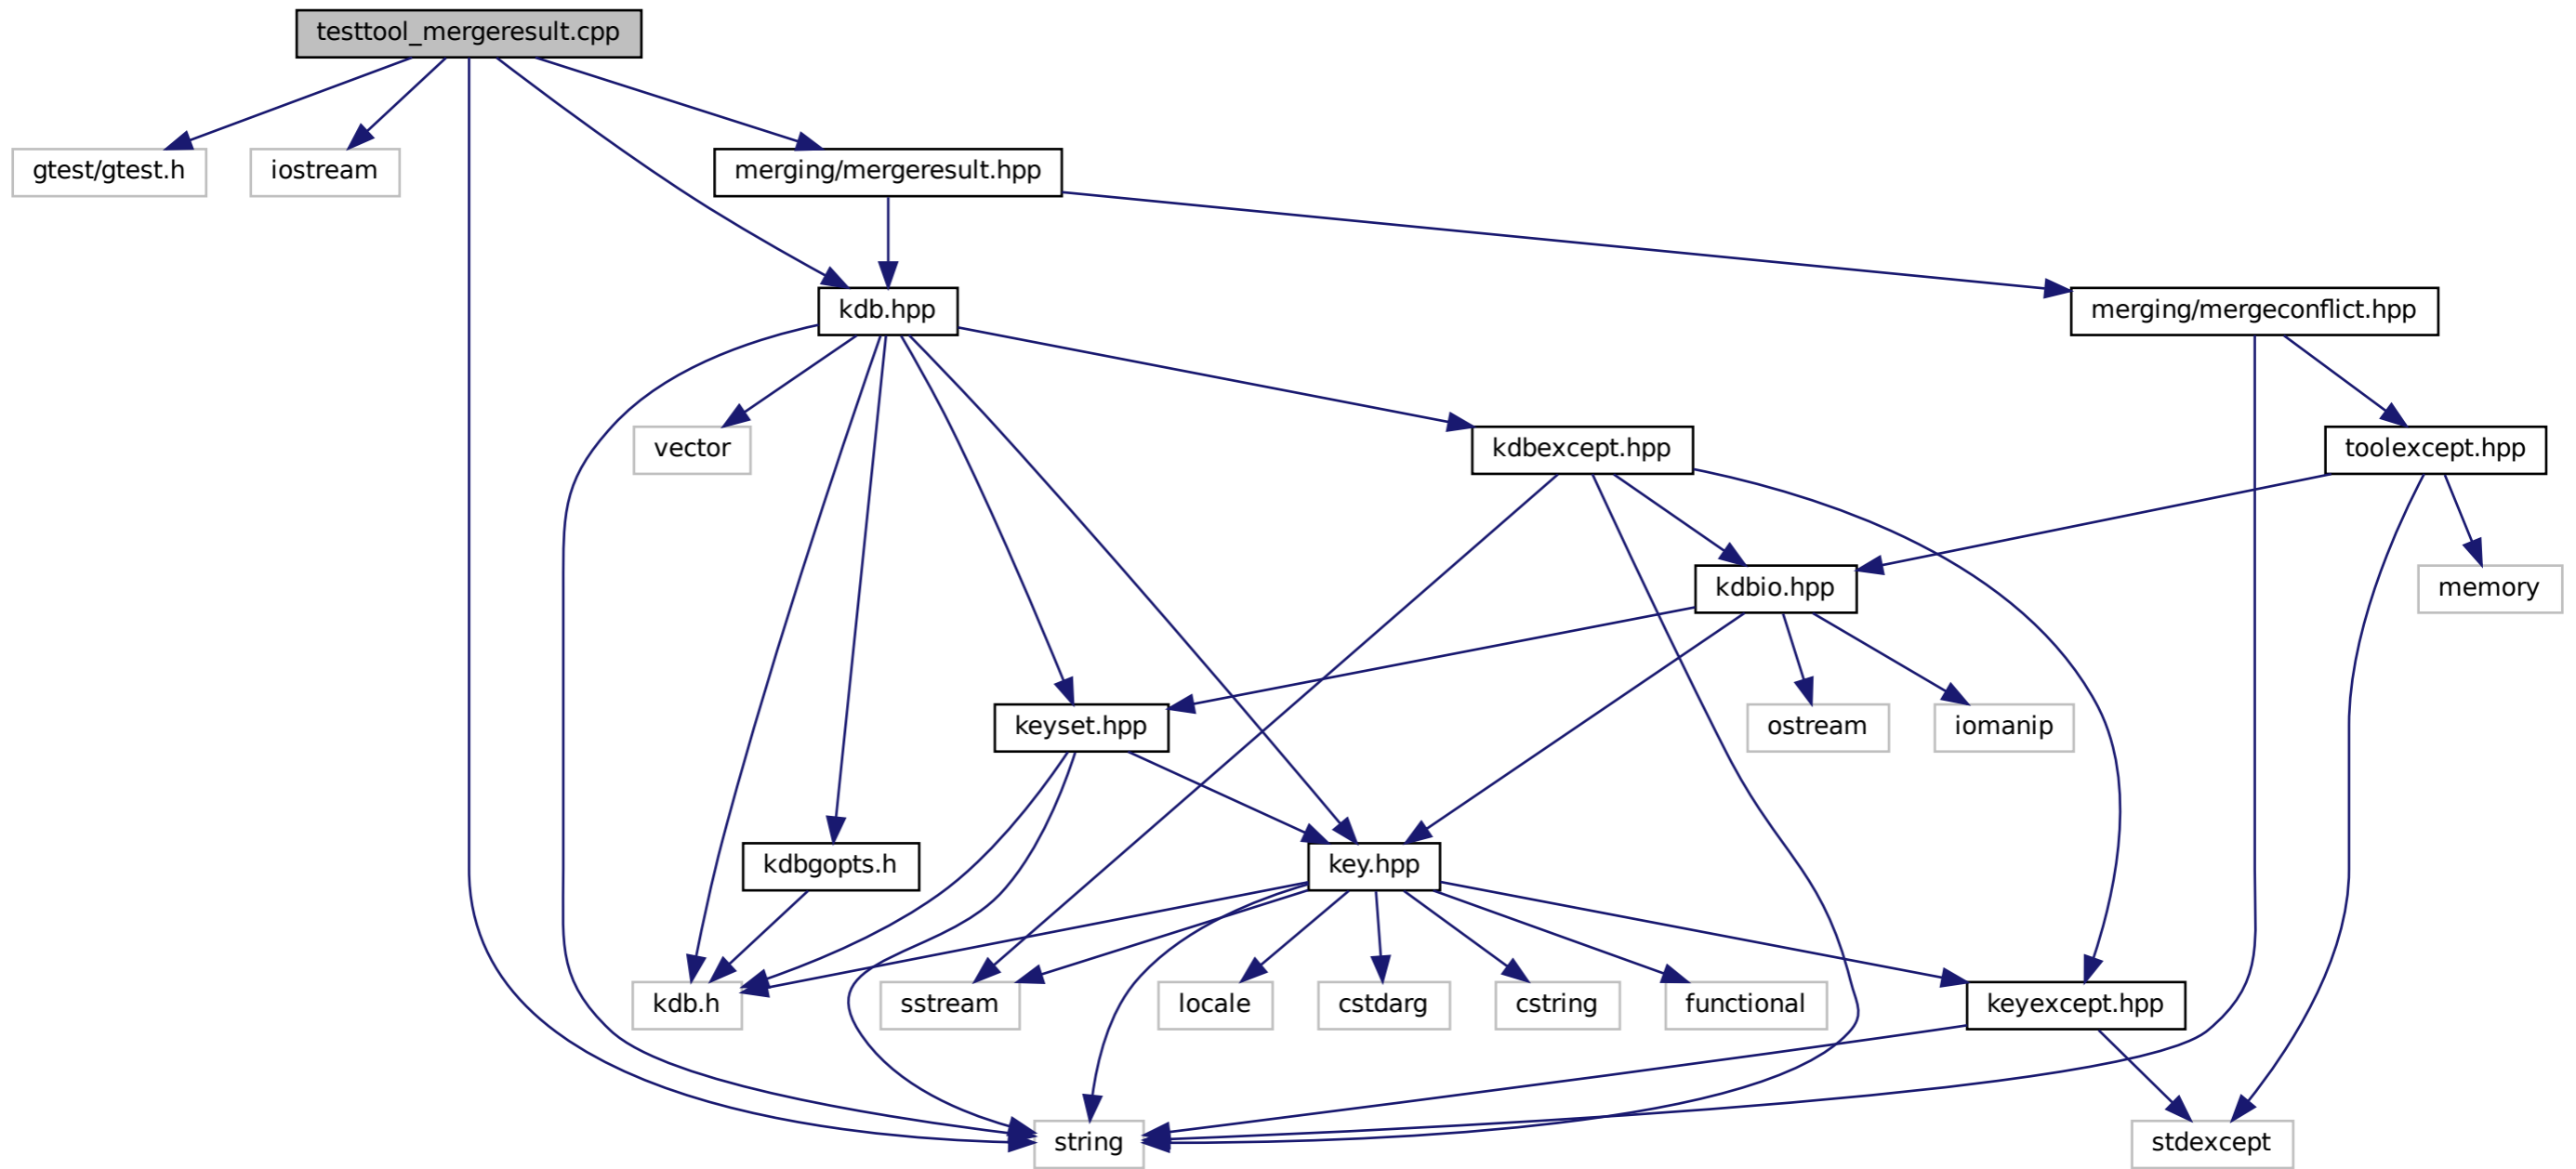 testtool_mergeresult.cpp
gtest/gtest.h
iostream
merging/mergeresult.hpp
kdb.hpp
merging/mergeconflict.hpp
vector
kdbexcept.hpp
toolexcept.hpp
kdbio.hpp
memory
keyset.hpp
ostream
iomanip
kdbgopts.h
key.hpp
kdb.h
sstream
locale
cstdarg
cstring
functional
keyexcept.hpp
string
stdexcept